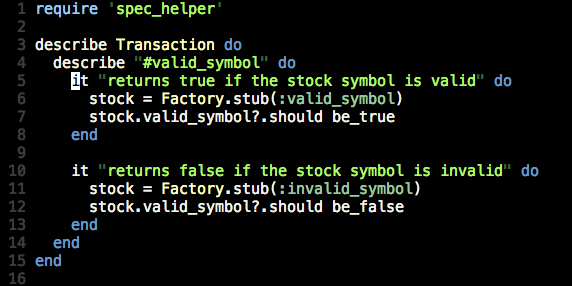 1 require 'spec_helper'
2
3 describe Transaction do
4   describe "#valid_symbol" do
5     it "returns true if the stock symbol is valid" do
6       stock = Factory.stub(:valid_symbol)
7       stock.valid_symbol?.should be_true
8     end
9
10     it "returns false if the stock symbol is invalid" do
11       stock = Factory.stub(:invalid_symbol)
12       stock.valid_symbol?.should be_false
13     end
14   end
15 end
16